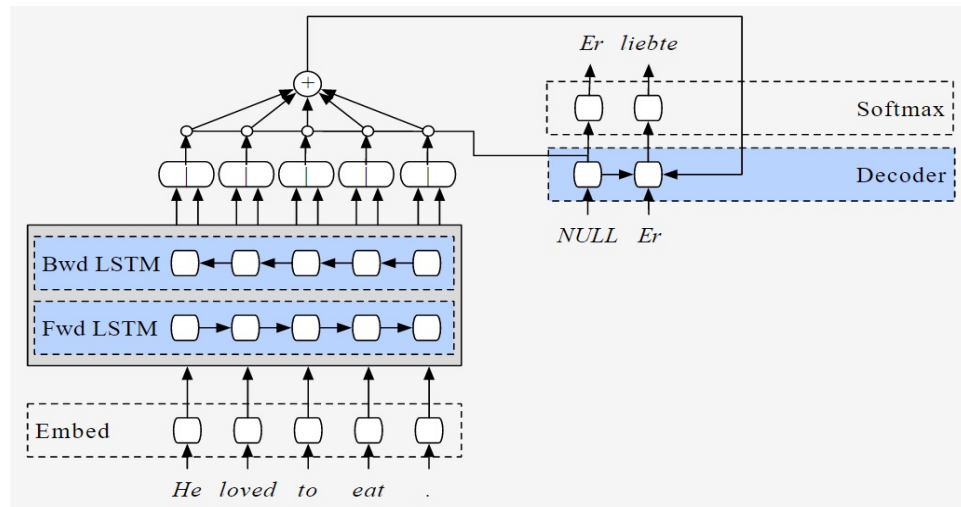 +
Er liebte
Softmax
Decoder
NULL Er
Bwd LSTM
Fwd LSTM
Embed
He loved to eat .